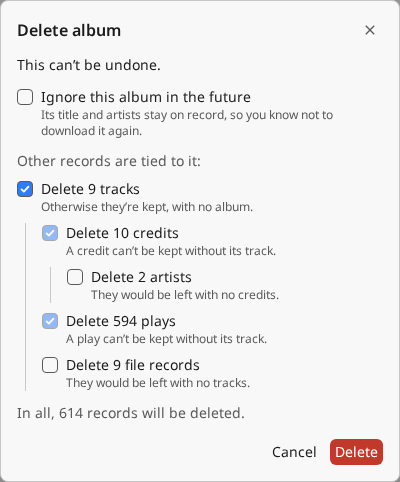 Delete album
This can't be undone.
Ignore this album in the future
Its title and artists stay on record, so you know not to
download it again.
Other records are tied to it:
Delete 9 tracks
Otherwise they're kept, with no album.
Delete 10 credits
A credit can't be kept without its track.
Delete 2 artists
They would be left with no credits.
Delete 594 plays
A play can't be kept without its track.
Delete 9 file records
They would be left with no tracks.
In all, 614 records will be deleted.
Cancel Delete